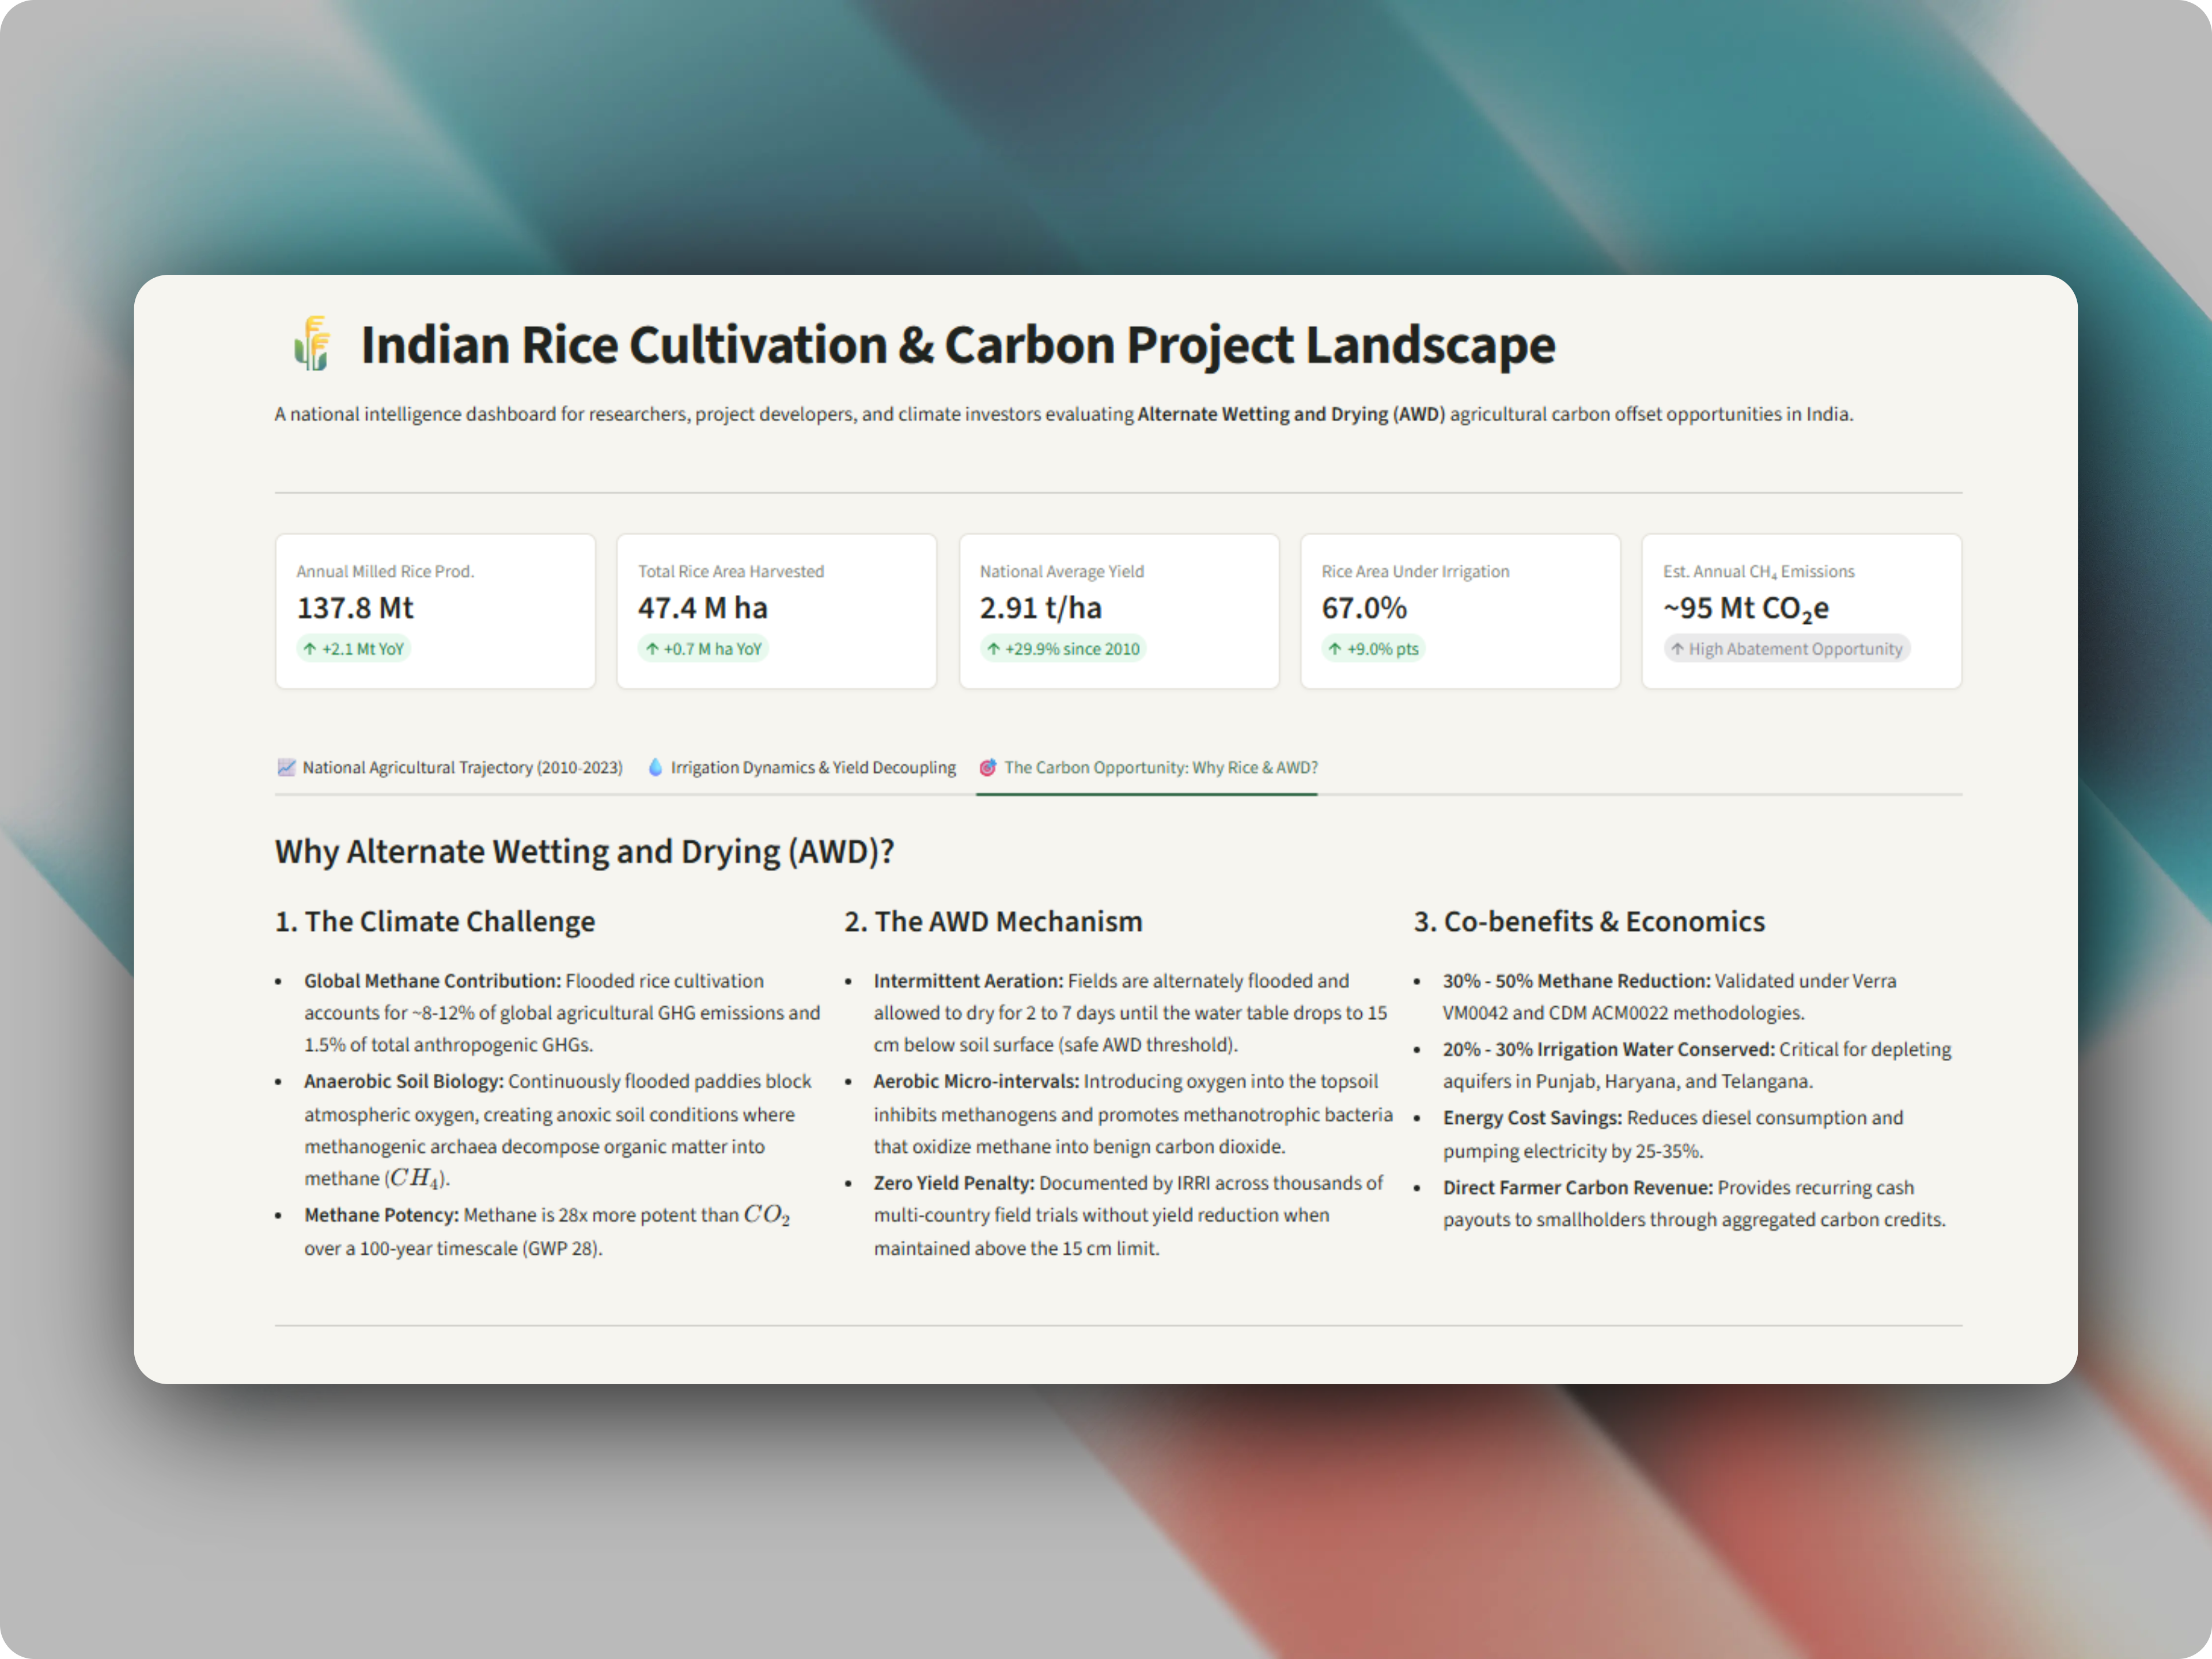 Indian Rice Cultivation & Carbon Project Landscape
A national intelligence dashboard for researchers, project developers, and climate investors evaluating Alternate Wetting and Drying (AWD) agricultural carbon offset opportunities in India.
Annual Milled Rice Prod.
137.8 Mt
↑ +2.1 Mt YoY
Total Rice Area Harvested
47.4 M ha
↑ +0.7 M ha YoY
National Average Yield
2.91 t/ha
↑ +29.9% since 2010
Rice Area Under Irrigation
67.0%
↑ +9.0% pts
Est. Annual CH₄ Emissions
~95 Mt CO₂e
↑ High Abatement Opportunity
National Agricultural Trajectory (2010-2023)
Irrigation Dynamics & Yield Decoupling
The Carbon Opportunity: Why Rice & AWD?
Why Alternate Wetting and Drying (AWD)?
1. The Climate Challenge
• Global Methane Contribution: Flooded rice cultivation
accounts for ~8-12% of global agricultural GHG emissions and
1.5% of total anthropogenic GHGs.
• Anaerobic Soil Biology: Continuously flooded paddies block
atmospheric oxygen, creating anoxic soil conditions where
methanogenic archaea decompose organic matter into
methane (CH₄).
• Methane Potency: Methane is 28x more potent than CO₂
over a 100-year timescale (GWP 28).
2. The AWD Mechanism
• Intermittent Aeration: Fields are alternately flooded and
allowed to dry for 2 to 7 days until the water table drops to 15
cm below soil surface (safe AWD threshold).
• Aerobic Micro-intervals: Introducing oxygen into the topsoil
inhibits methanogens and promotes methanotrophic bacteria
that oxidize methane into benign carbon dioxide.
• Zero Yield Penalty: Documented by IRRI across thousands of
multi-country field trials without yield reduction when
maintained above the 15 cm limit.
3. Co-benefits & Economics
• 30% - 50% Methane Reduction: Validated under Verra
VM0042 and CDM ACM0022 methodologies.
• 20% - 30% Irrigation Water Conserved: Critical for depleting
aquifers in Punjab, Haryana, and Telangana.
• Energy Cost Savings: Reduces diesel consumption and
pumping electricity by 25-35%.
• Direct Farmer Carbon Revenue: Provides recurring cash
payouts to smallholders through aggregated carbon credits.